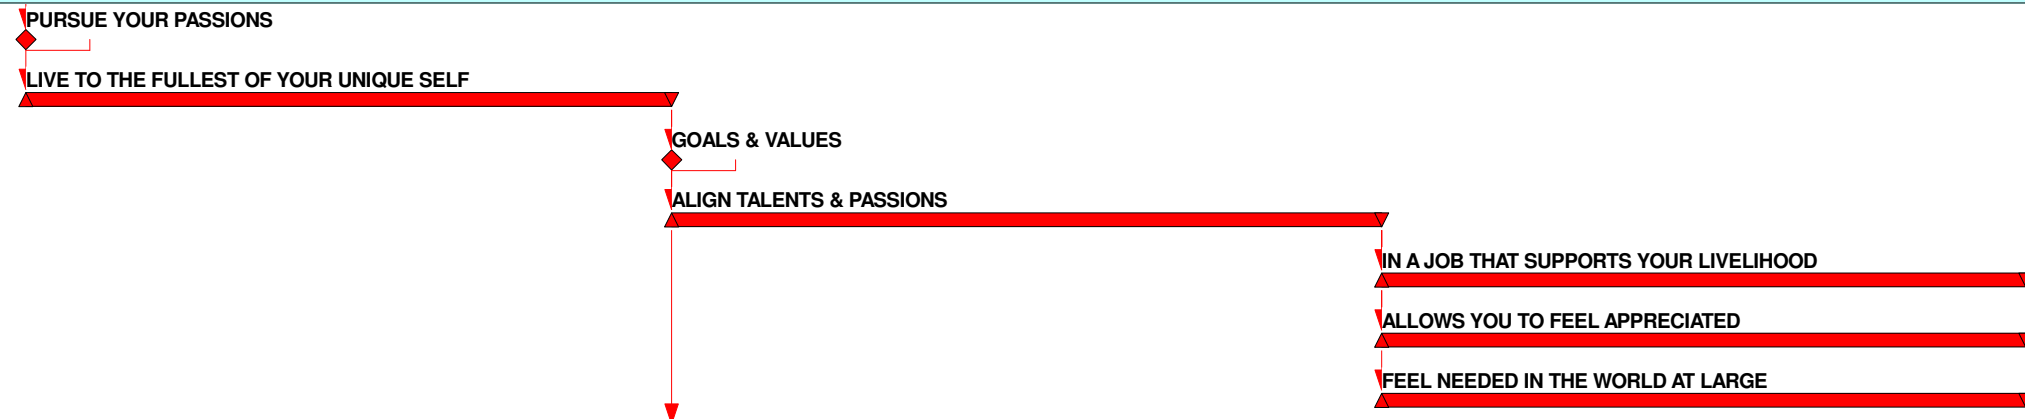 PURSUE YOUR PASSIONS
LIVE TO THE FULLEST OF YOUR UNIQUE SELF
GOALS & VALUES
ALIGN TALENTS & PASSIONS
IN A JOB THAT SUPPORTS YOUR LIVELIHOOD
ALLOWS YOU TO FEEL APPRECIATED
FEEL NEEDED IN THE WORLD AT LARGE